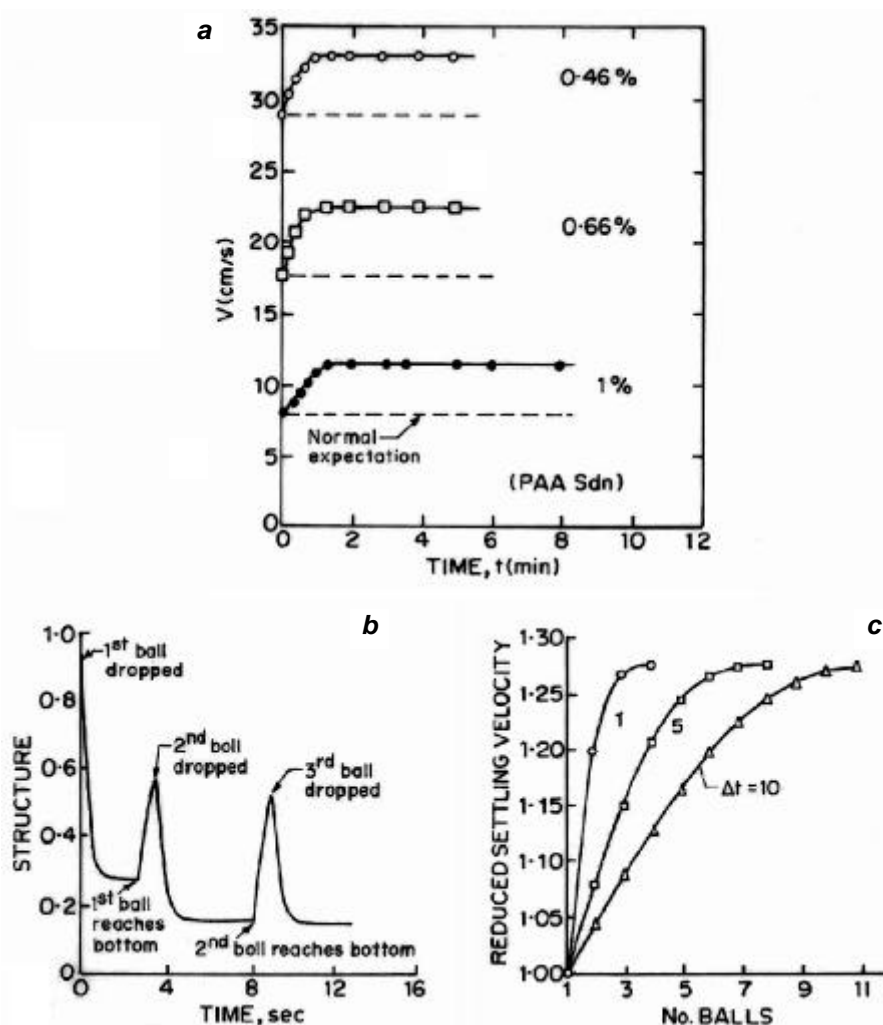 a
35
30
25
20
15
10
5
0
V(cm/s)
0·46%
0·66%
1%
Normal
expectation
(PAA Sdn)
0 2 4 6 8 10 12
TIME, t(min)
b
1·0
0·8
0·6
0·4
0·2
0
STRUCTURE
1st ball
dropped
2nd boll
dropped
3rd ball
dropped
1st ball
reaches
bottom
2nd boll reaches bottom
0 4 8 12 16
TIME, sec
c
1·30
1·25
1·20
1·15
1·10
1·05
1·00
REDUCED SETTLING VELOCITY
1
5
Δt=10
1 3 5 7 9 11
No. BALLS